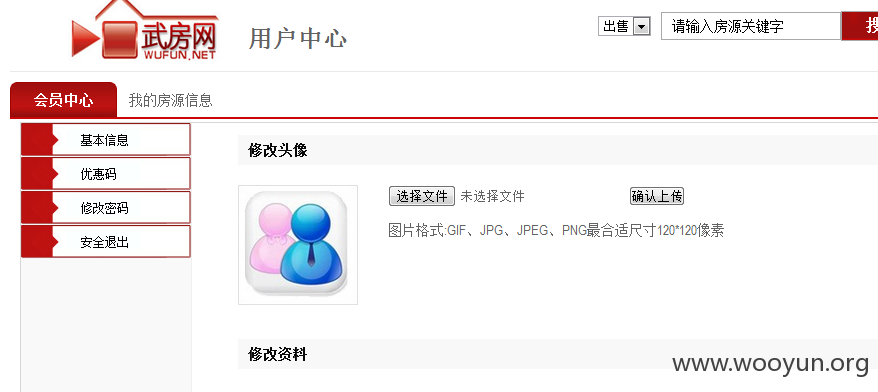 武房网
WUFUN.NET
用户中心
出售
请输入房源关键字
搜
会员中心
我的房源信息
基本信息
优惠码
修改密码
安全退出
修改头像
选择文件 未选择文件 确认上传
图片格式:GIF、JPG、JPEG、PNG最合适尺寸120*120像素
修改资料
www.wooyun.org